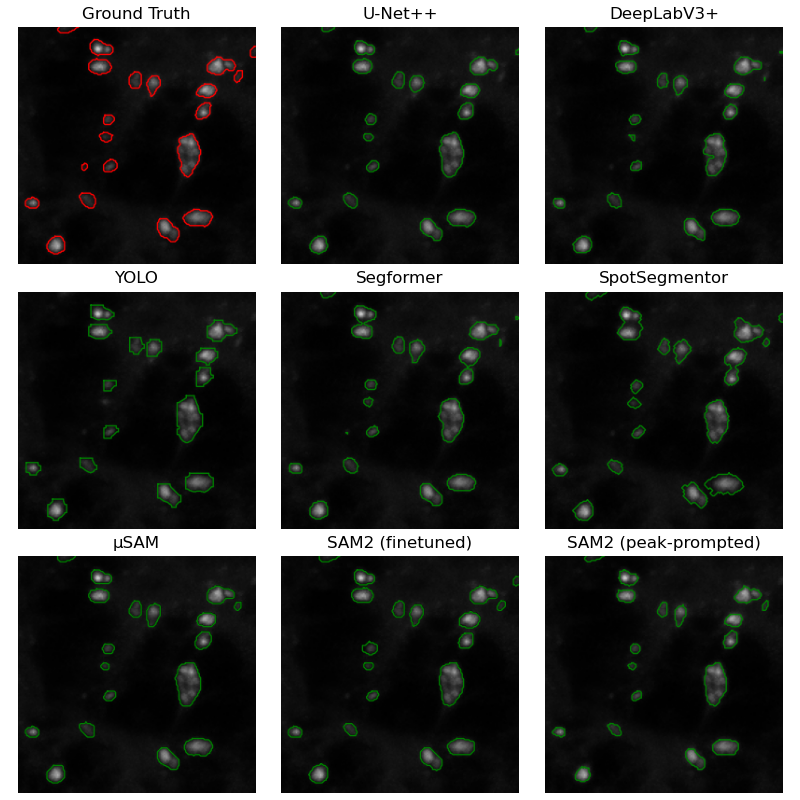 Ground Truth
U-Net++
DeepLabV3+
YOLO
Segformer
SpotSegmentor
μSAM
SAM2 (finetuned)
SAM2 (peak-prompted)